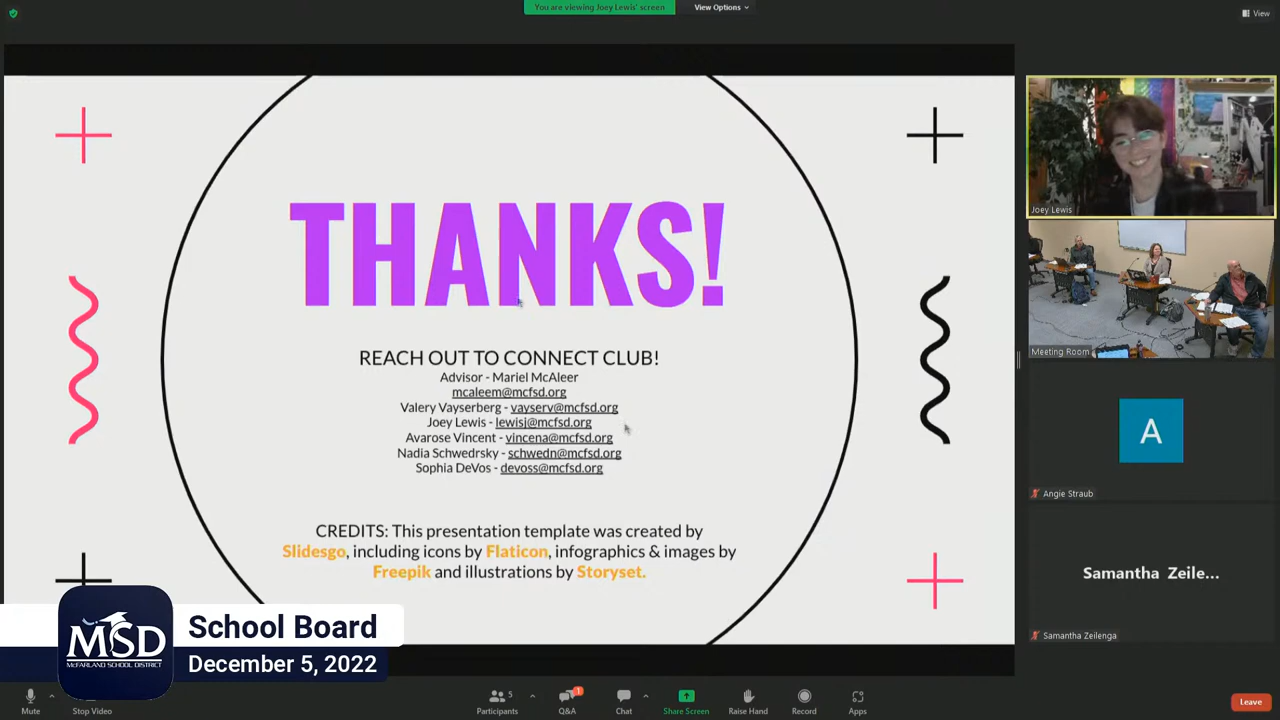 You are viewing Joey Lewis' screen
View Options
View
THANKS!
REACH OUT TO CONNECT CLUB!
Advisor - Mariel McAleer
mcaleem@mcfsd.org
Valery Vayserberg - vayserv@mcfsd.org
Joey Lewis - lewisj@mcfsd.org
Avarose Vincent - vincena@mcfsd.org
Nadia Schwedrsky - schwedn@mcfsd.org
Sophia DeVos - devoss@mcfsd.org
CREDITS: This presentation template was created by
Slidesgo, including icons by Flaticon, infographics & images by
Freepik and illustrations by Storyset.
Joey Lewis
Meeting Room
A
Angie Straub
Samantha Zeile...
Samantha Zeilenga
MSD
McFARLAND SCHOOL DISTRICT
School Board
December 5, 2022
Mute
Stop Video
5
Participants
1
Q&A
Chat
Share Screen
Raise Hand
Record
Apps
Leave